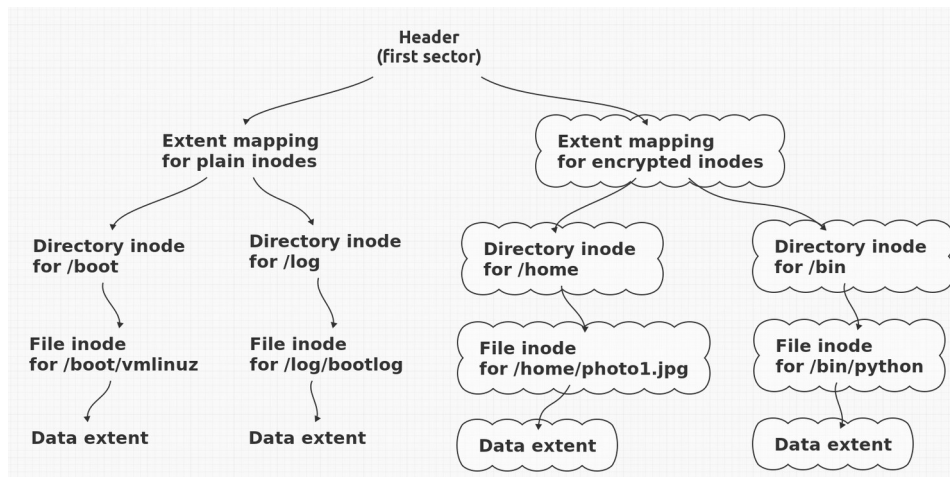 Header
(first sector)
Extent mapping
for plain inodes
Extent mapping
for encrypted inodes
Directory inode
for /boot
Directory inode
for /log
Directory inode
for /home
Directory inode
for /bin
File inode
for /boot/vmlinuz
File inode
for /log/bootlog
File inode
for /home/photo1.jpg
File inode
for /bin/python
Data extent
Data extent
Data extent
Data extent